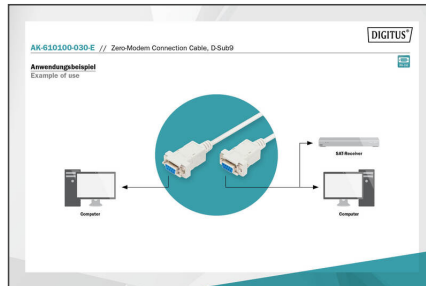 DIGITUS®
AK-610100-030-E // Zero-Modem Connection Cable, D-Sub9
Anwendungsbeispiel
Example of use
SAT-Receiver
Computer
Computer